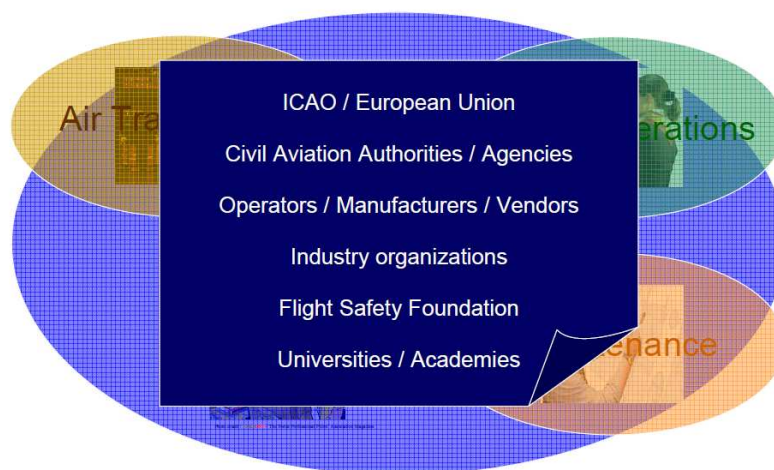 Air Tra
erations
ICAO / European Union
Civil Aviation Authorities / Agencies
Operators / Manufacturers / Vendors
Industry organizations
Flight Safety Foundation
Universities / Academies
enance